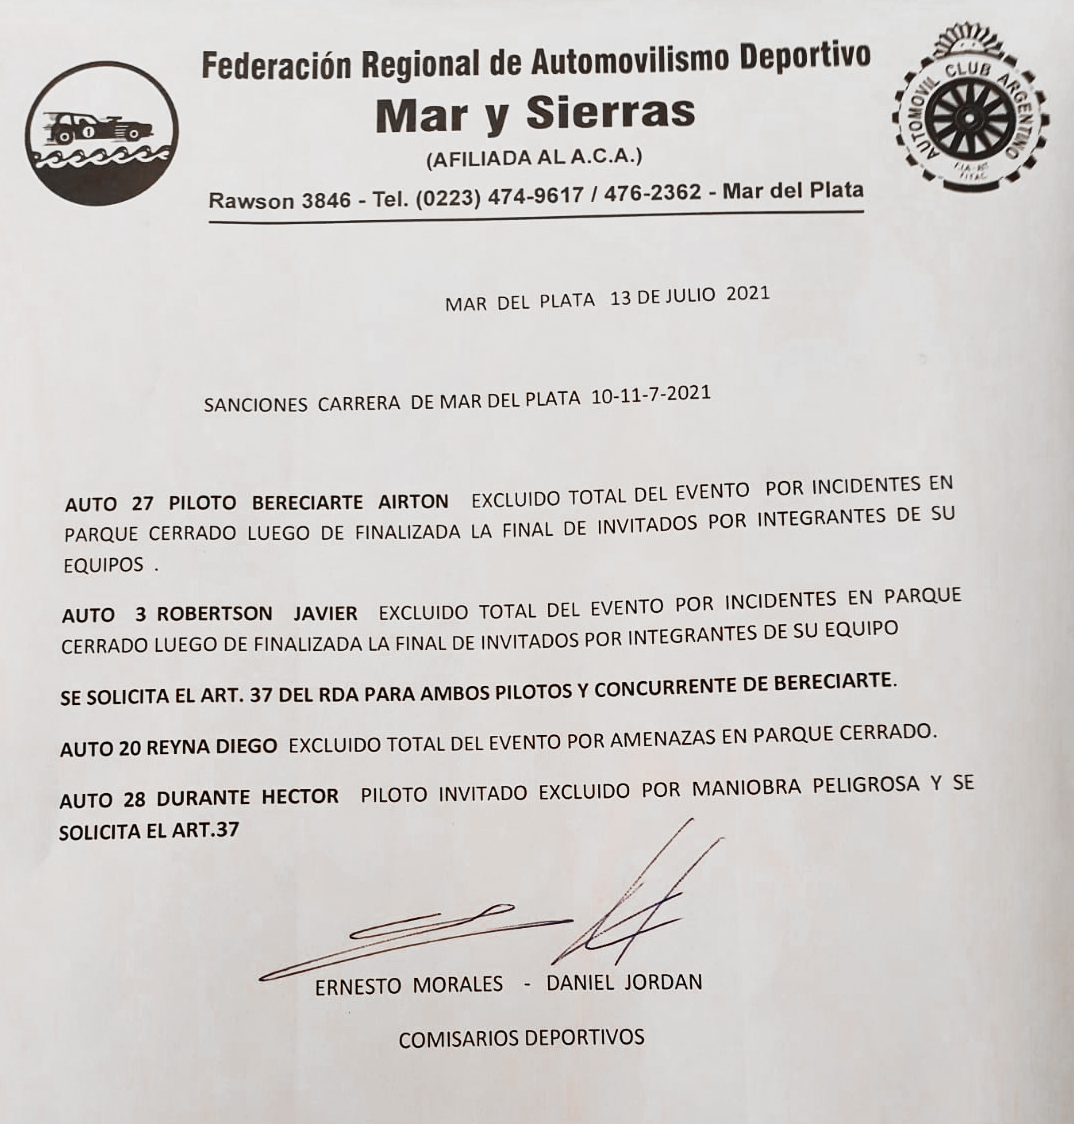 Federación Regional de Automovilismo Deportivo
Mar y Sierras
(AFILIADA AL A.C.A.)
Rawson 3846 - Tel. (0223) 474-9617 / 476-2362 - Mar del Plata
1
AUTOMOVIL CLUB ARGENTINO
MAR DEL PLATA 13 DE JULIO 2021
SANCIONES CARRERA DE MAR DEL PLATA 10-11-7-2021
AUTO 27 PILOTO BERECIARTE AIRTON EXCLUIDO TOTAL DEL EVENTO POR INCIDENTES EN
PARQUE CERRADO LUEGO DE FINALIZADA LA FINAL DE INVITADOS POR INTEGRANTES DE SU
EQUIPOS .
AUTO 3 ROBERTSON JAVIER EXCLUIDO TOTAL DEL EVENTO POR INCIDENTES EN PARQUE
CERRADO LUEGO DE FINALIZADA LA FINAL DE INVITADOS POR INTEGRANTES DE SU EQUIPO
SE SOLICITA EL ART. 37 DEL RDA PARA AMBOS PILOTOS Y CONCURRENTE DE BERECIARTE.
AUTO 20 REYNA DIEGO EXCLUIDO TOTAL DEL EVENTO POR AMENAZAS EN PARQUE CERRADO.
AUTO 28 DURANTE HECTOR PILOTO INVITADO EXCLUIDO POR MANIOBRA PELIGROSA Y SE
SOLICITA EL ART.37
ERNESTO MORALES - DANIEL JORDAN
COMISARIOS DEPORTIVOS